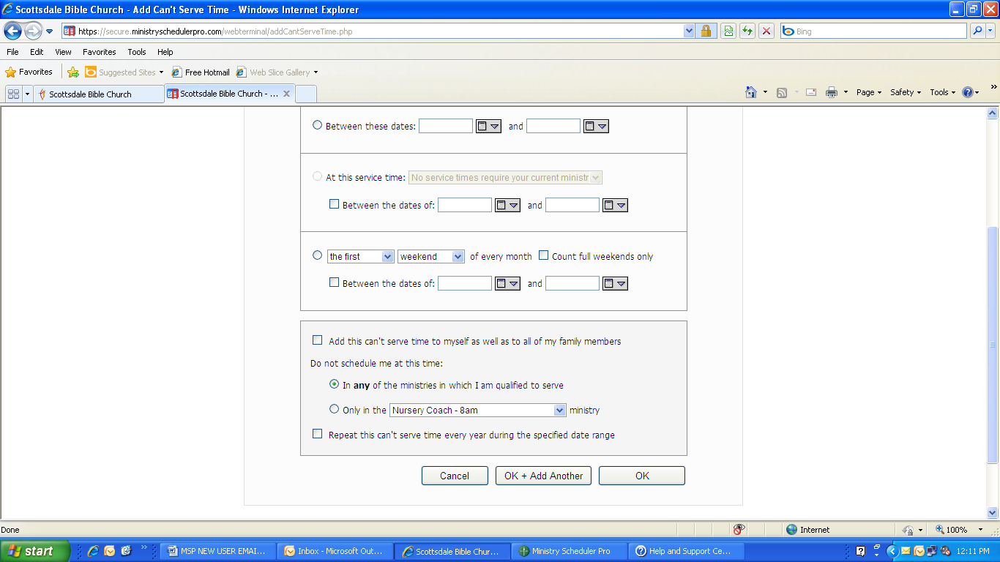 Scottsdale Bible Church - Add Can't Serve Time - Windows Internet Explorer
https://secure.ministryschedulerpro.com/webterminal/addCantServeTime.php
Bing
File Edit View Favorites Tools Help
Favorites Suggested Sites Free Hotmail Web Slice Gallery
Scottsdale Bible Church Scottsdale Bible Church - ... Page Safety Tools
Between these dates: and
At this service time: No service times require your current ministr
Between the dates of: and
the first weekend of every month Count full weekends only
Between the dates of: and
Add this can't serve time to myself as well as to all of my family members
Do not schedule me at this time:
In any of the ministries in which I am qualified to serve
Only in the Nursery Coach - 8am ministry
Repeat this can't serve time every year during the specified date range
Cancel OK + Add Another OK
Done Internet 100%
start MSP NEW USER EMAI... Inbox - Microsoft Out... Scottsdale Bible Chur... Ministry Scheduler Pro Help and Support Ce... 12:11 PM